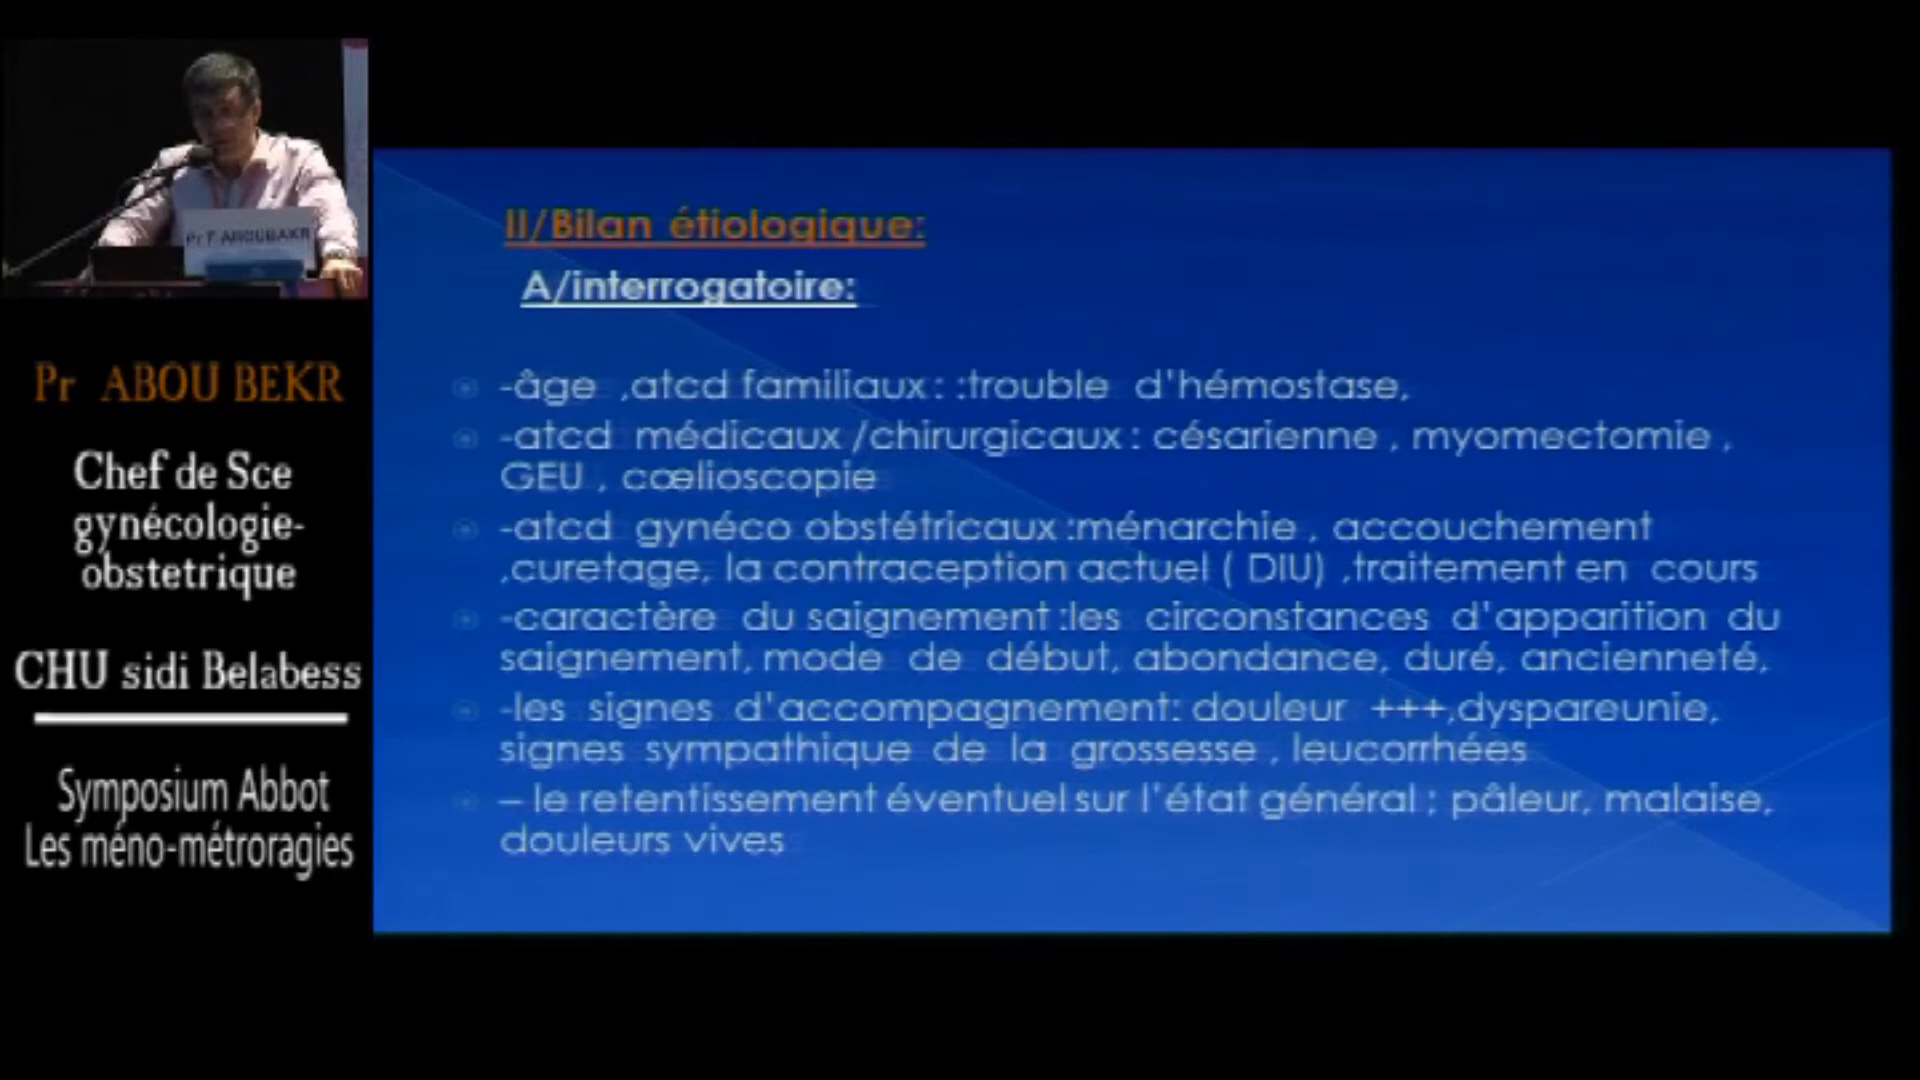 Pr F ABOUBAKR
Pr ABOU BEKR
Chef de Sce
gynécologie-
obstetrique
CHU sidi Belabess
Symposium Abbot
Les méno-métroragies
II/Bilan étiologique:
A/interrogatoire:
-âge ,atcd familiaux : :trouble d'hémostase,
-atcd médicaux /chirurgicaux : césarienne , myomectomie ,
GEU , cœlioscopie
-atcd gynéco obstétricaux :ménarchie , accouchement
,curetage, la contraception actuel ( DIU) ,traitement en cours
-caractère du saignement :les circonstances d'apparition du
saignement, mode de début, abondance, duré, ancienneté,
-les signes d'accompagnement: douleur +++,dyspareunie,
signes sympathique de la grossesse , leucorrhées
– le retentissement éventuel sur l'état général ; pâleur, malaise,
douleurs vives